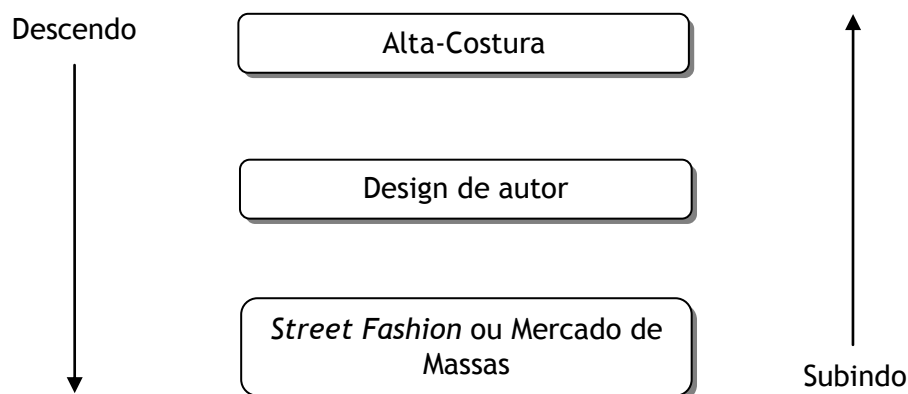 Descendo
Alta-Costura
Design de autor
Street Fashion ou Mercado de
Massas
Subindo